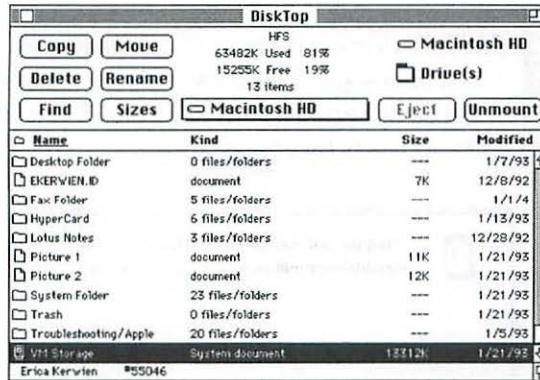 DiskTop
Copy Move
HFS
63482K Used 81%
15255K Free 19%
13 items
Macintosh HD
Delete Rename
Drive(s)
Find Sizes
Macintosh HD
Eject Unmount
Name Kind Size Modified
Desktop Folder 0 files/folders --- 1/7/93
EKERWIEN.ID document 7K 12/8/92
Fax Folder 5 files/folders --- 1/1/4
HyperCard 6 files/folders --- 1/13/93
Lotus Notes 3 files/folders --- 12/28/92
Picture 1 document 11K 1/21/93
Picture 2 document 12K 1/21/93
System Folder 23 files/folders --- 1/21/93
Trash 0 files/folders --- 1/21/93
Troubleshooting/Apple 20 files/folders --- 1/5/93
VM Storage System document 13312K 1/21/93
Erica Kerwien #55046